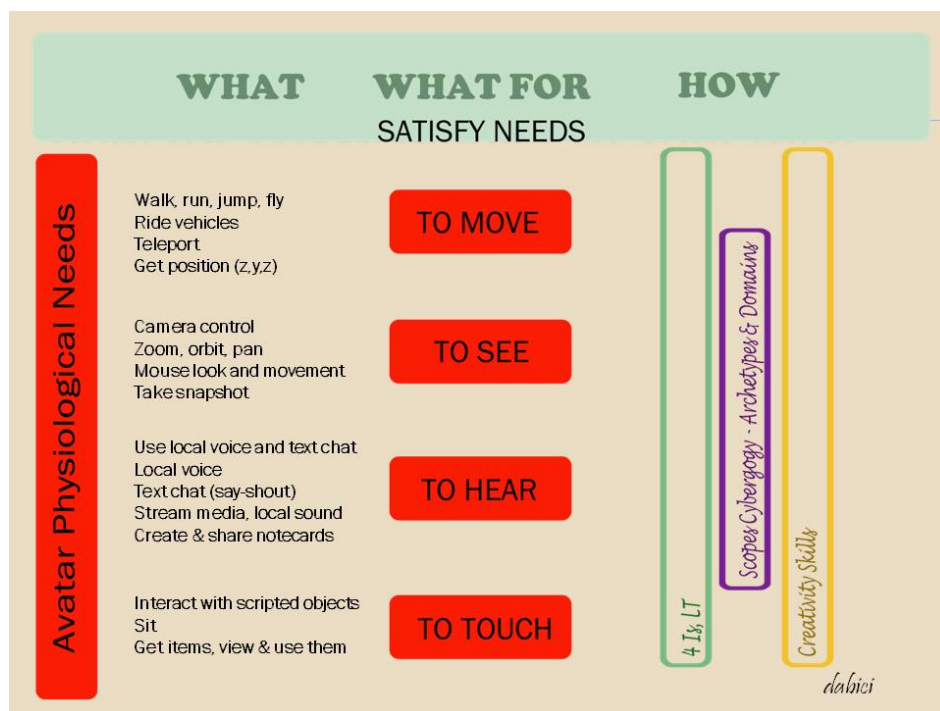 WHAT
WHAT FOR
HOW
SATISFY NEEDS
Avatar Physiological Needs
Walk, run, jump, fly
Ride vehicles
Teleport
Get position (z,y,z)
TO MOVE
Camera control
Zoom, orbit, pan
Mouse look and movement
Take snapshot
TO SEE
Use local voice and text chat
Local voice
Text chat (say-shout)
Stream media, local sound
Create & share notecards
TO HEAR
Interact with scripted objects
Sit
Get items, view & use them
TO TOUCH
4 Is, LT
Scopes Cybergogy - Archetypes & Domains
Creativity Skills
dabici